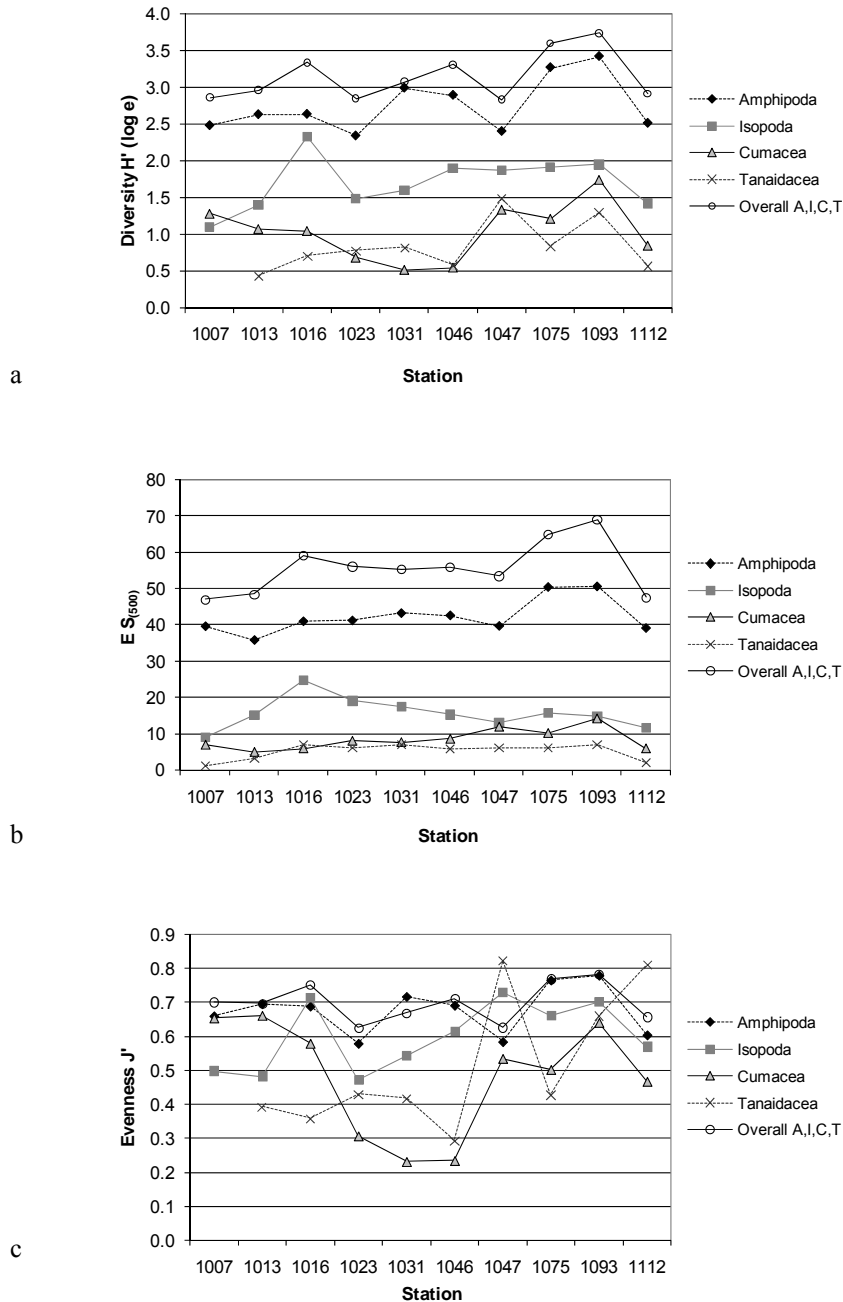 4.0
3.5
3.0
2.5
2.0
1.5
1.0
0.5
0.0
Diversity H' (log e)
1007 1013 1016 1023 1031 1046 1047 1075 1093 1112
Station
Amphipoda
Isopoda
Cumacea
Tanaidacea
Overall A,I,C,T
a
80
70
60
50
40
30
20
10
0
E S(500)
1007 1013 1016 1023 1031 1046 1047 1075 1093 1112
Station
Amphipoda
Isopoda
Cumacea
Tanaidacea
Overall A,I,C,T
b
0.9
0.8
0.7
0.6
0.5
0.4
0.3
0.2
0.1
0.0
Evenness J'
1007 1013 1016 1023 1031 1046 1047 1075 1093 1112
Station
Amphipoda
Isopoda
Cumacea
Tanaidacea
Overall A,I,C,T
c